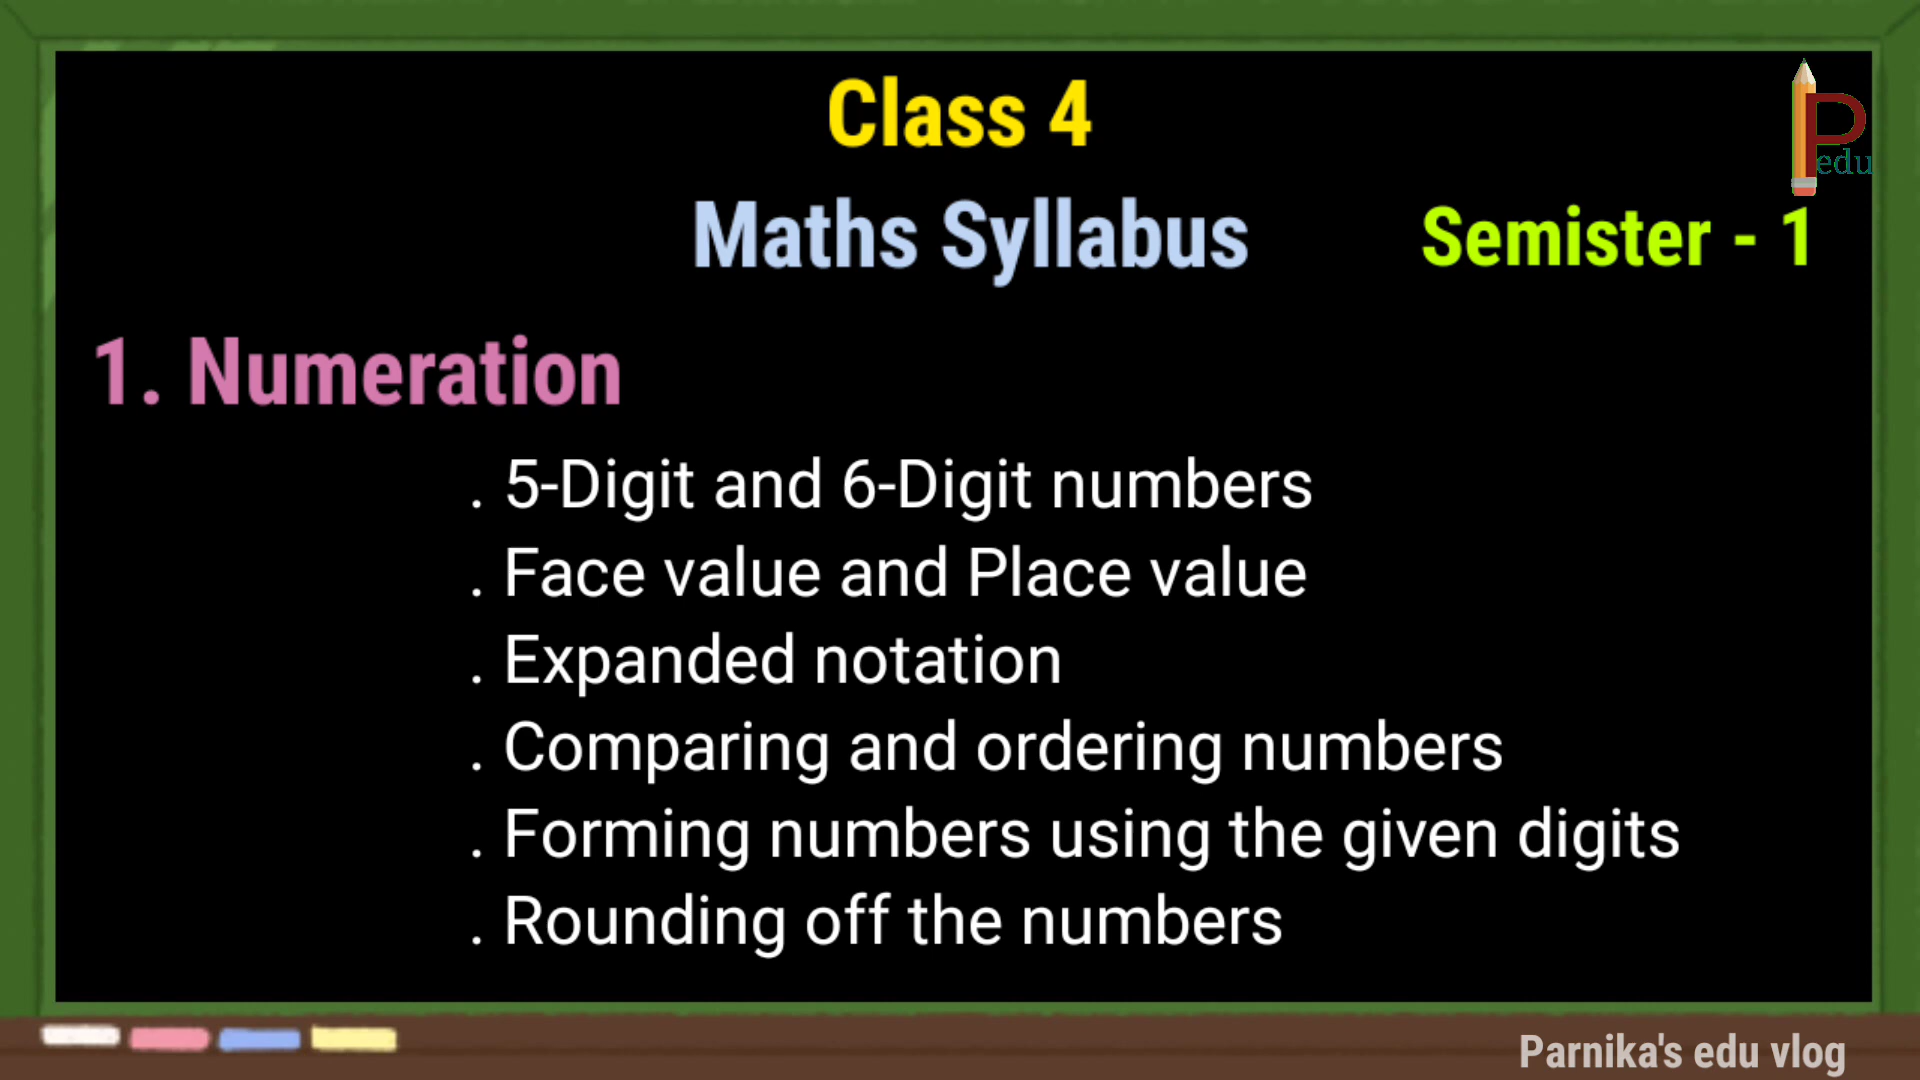 Class 4
P
edu
Maths Syllabus
Semister - 1
1. Numeration
. 5-Digit and 6-Digit numbers
. Face value and Place value
. Expanded notation
. Comparing and ordering numbers
. Forming numbers using the given digits
. Rounding off the numbers
Parnika's edu vlog